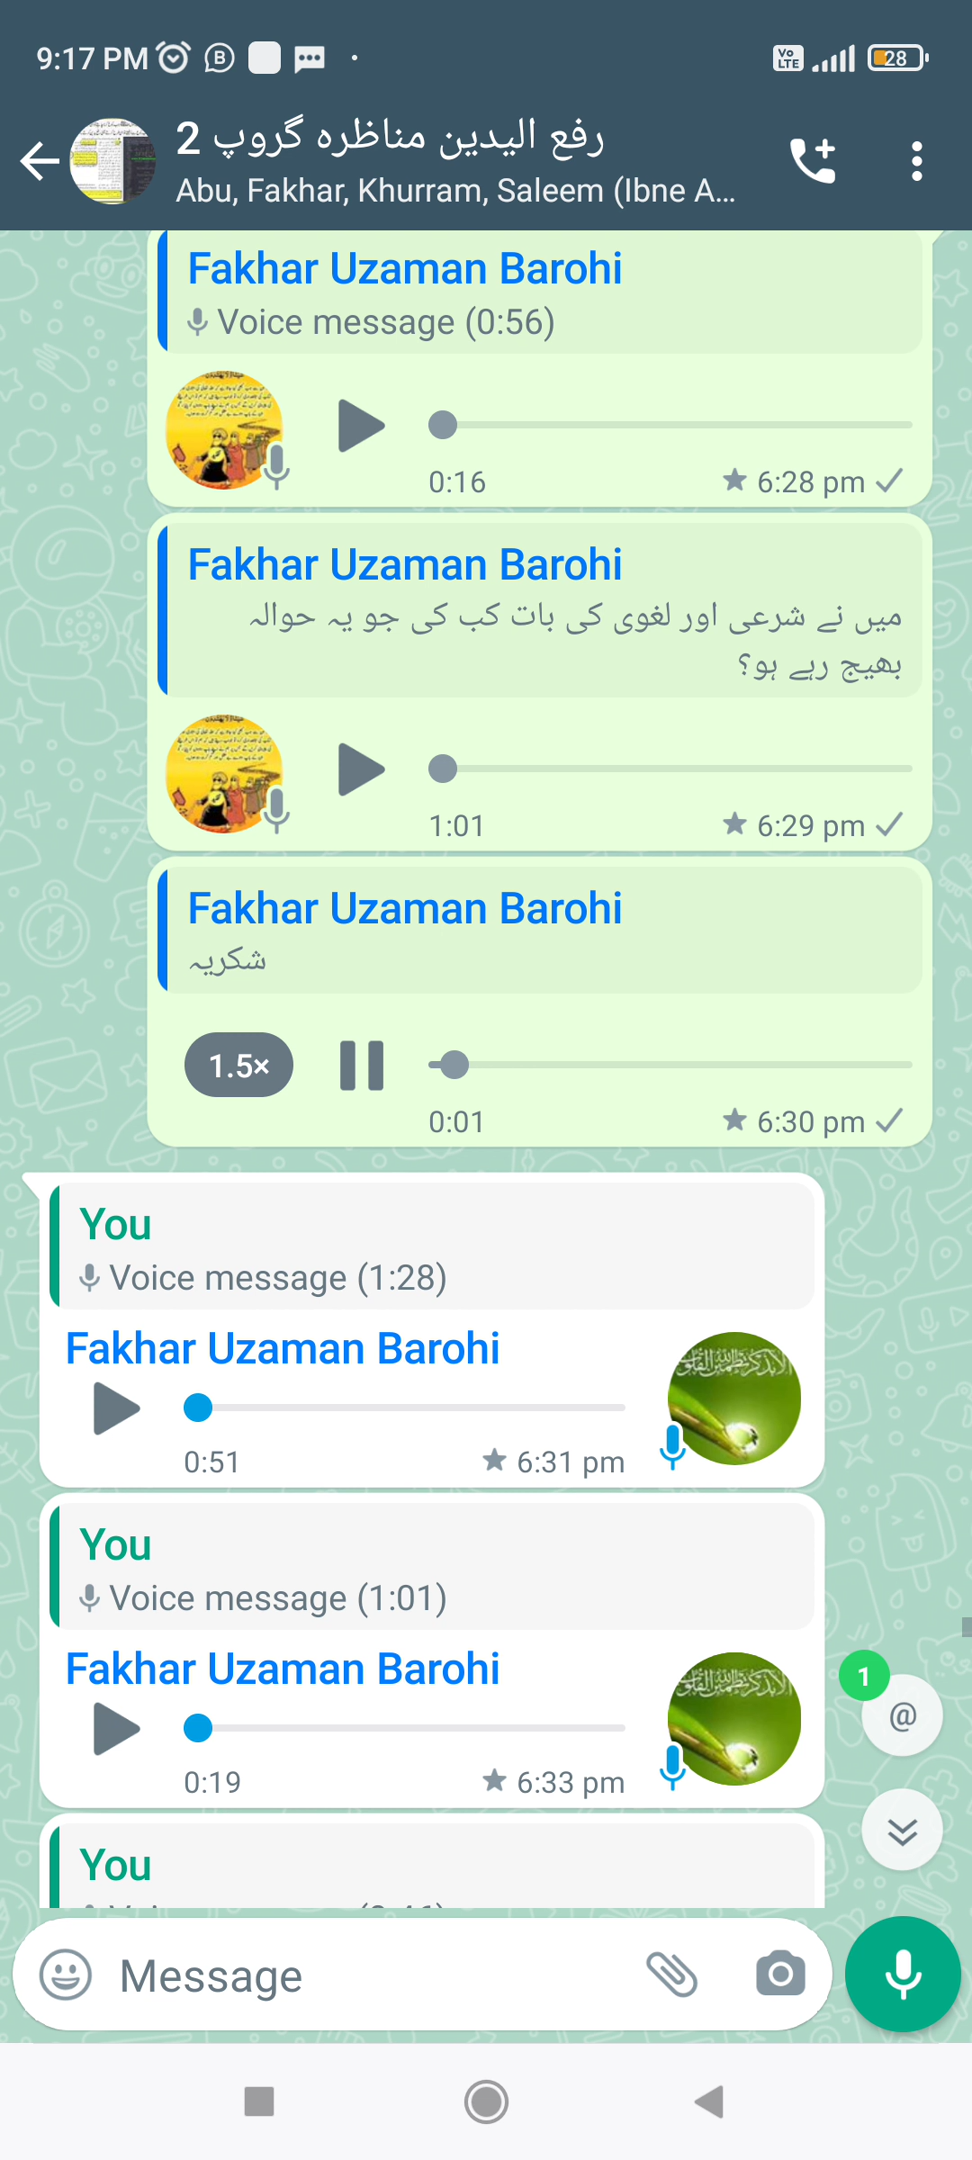 9:17 PM
VoLTE
28
رفع الیدین مناظرہ گروپ 2
Abu, Fakhar, Khurram, Saleem (Ibne A...
Fakhar Uzaman Barohi
Voice message (0:56)
0:16 6:28 pm
Fakhar Uzaman Barohi
میں نے شرعی اور لغوی کی بات کب کی جو یہ حوالہ
بھیج رہے ہو؟
1:01 6:29 pm
Fakhar Uzaman Barohi
شکریہ
1.5×
0:01 6:30 pm
You
Voice message (1:28)
Fakhar Uzaman Barohi
0:51 6:31 pm
You
Voice message (1:01)
Fakhar Uzaman Barohi
1
@
0:19 6:33 pm
You
Message